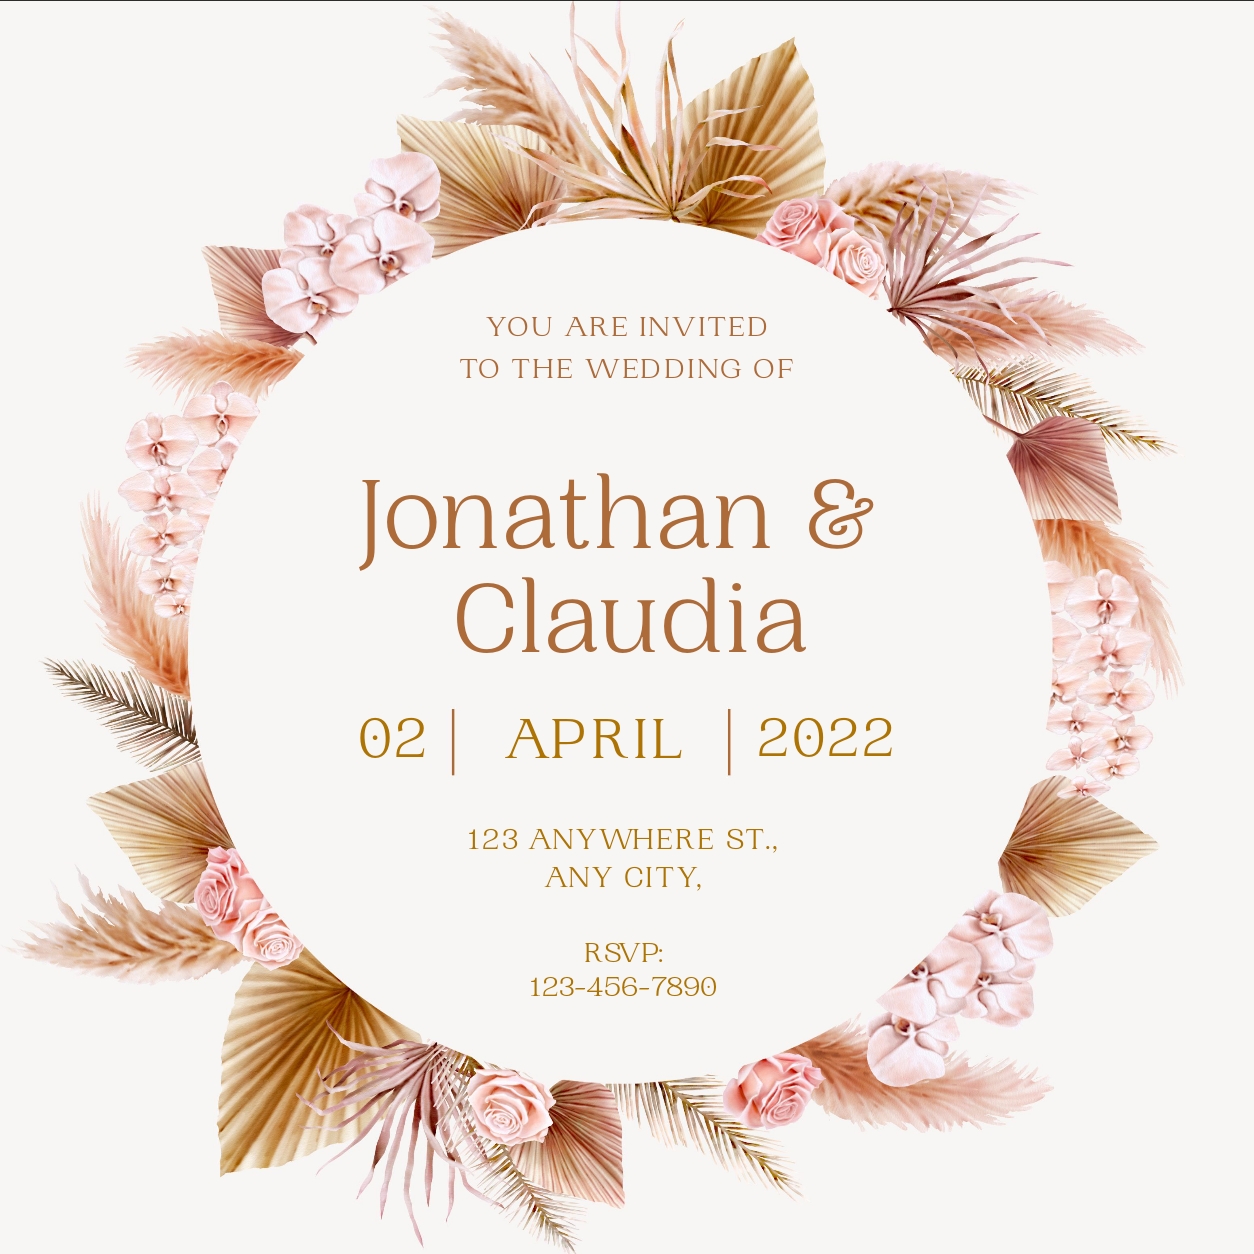 YOU ARE INVITED
TO THE WEDDING OF
Jonathan &
Claudia
02 | APRIL | 2022
123 ANYWHERE ST.,
ANY CITY,
RSVP:
123-456-7890